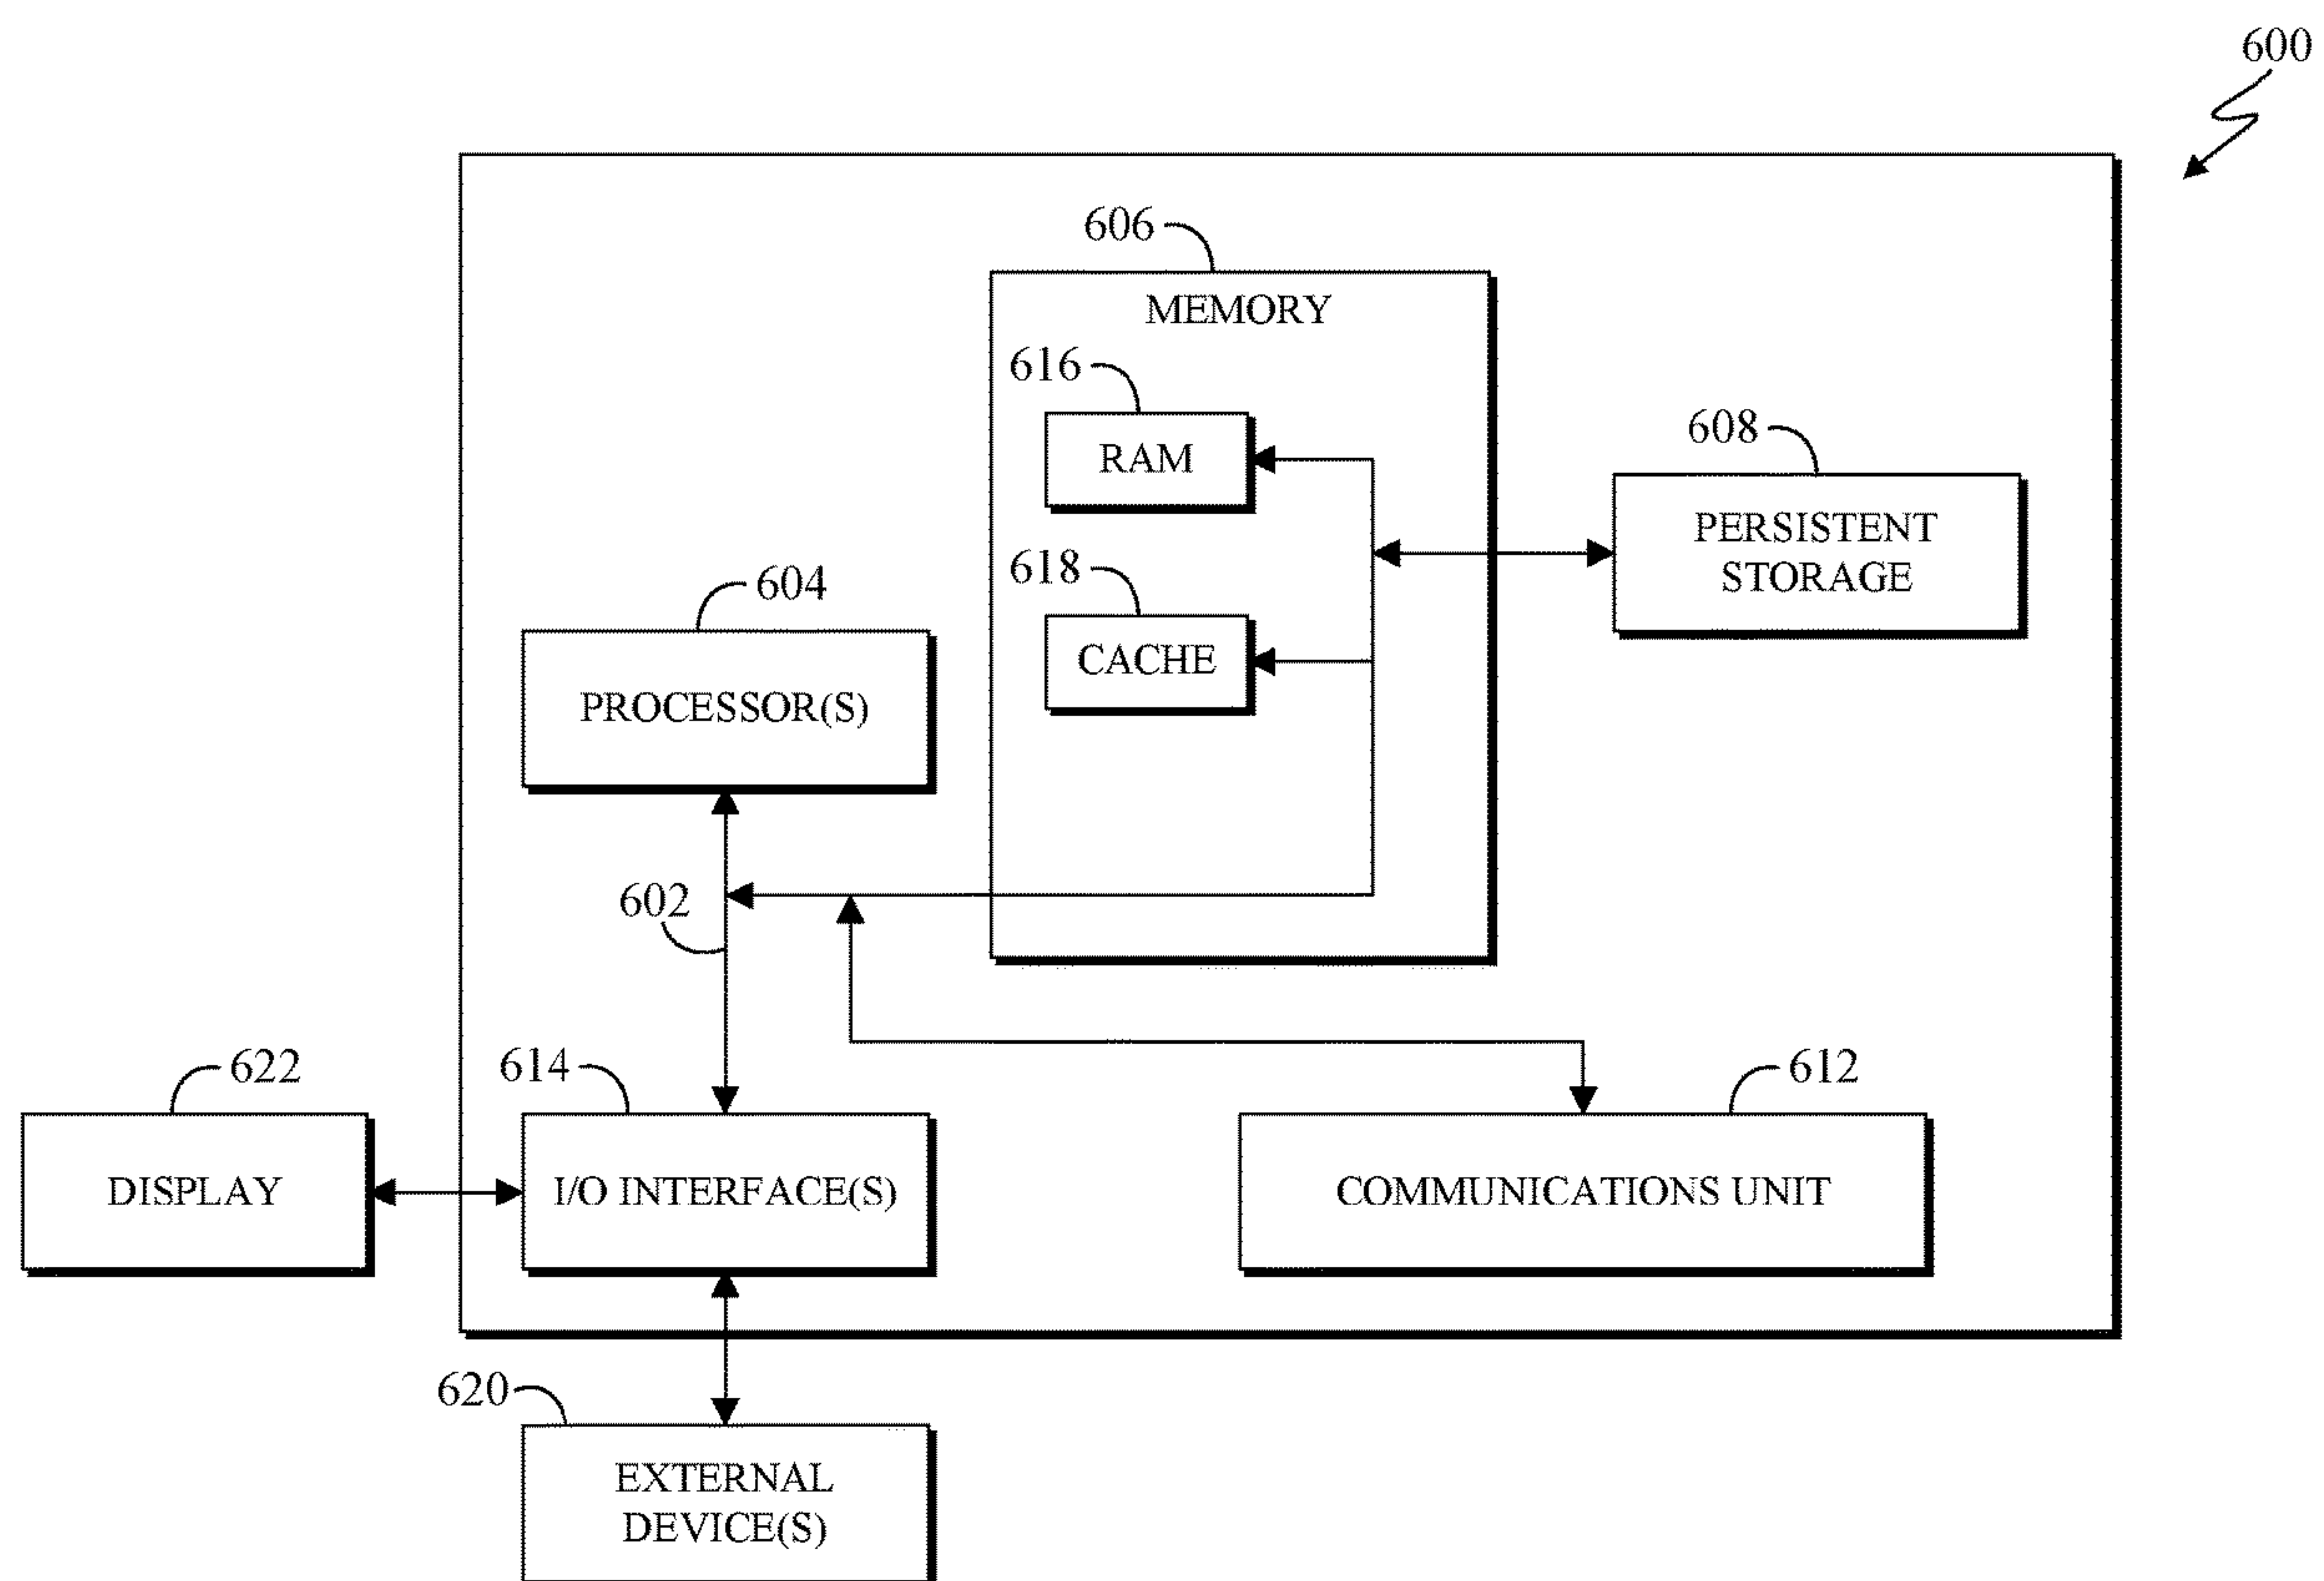 600
606
MEMORY
616
RAM
608
PERSISTENT
STORAGE
618
CACHE
604
PROCESSOR(S)
602
622
DISPLAY
614
I/O INTERFACE(S)
612
COMMUNICATIONS UNIT
620
EXTERNAL
DEVICE(S)